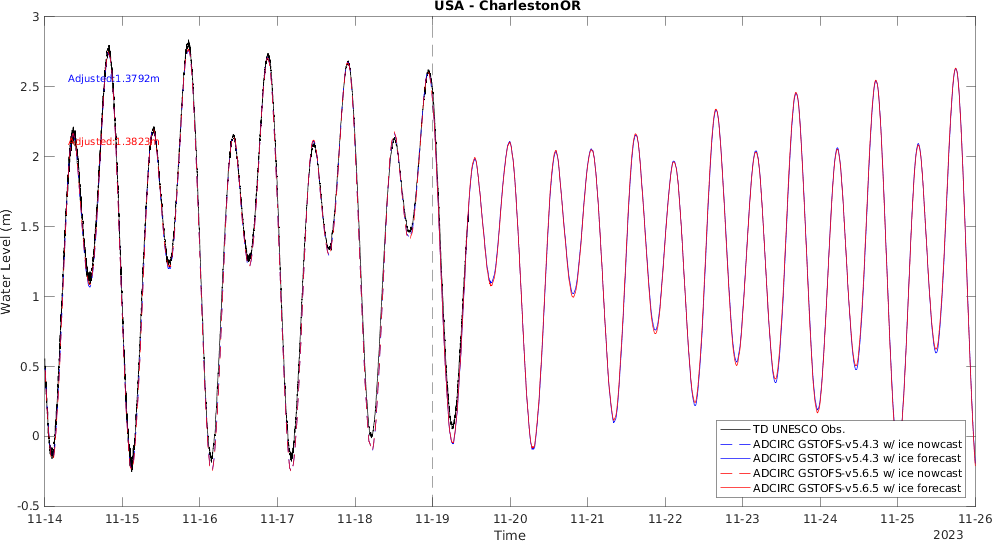 USA - CharlestonOR
Water Level (m)
3
2.5
2
1.5
1
0.5
0
-0.5
Adjusted:1.3792m
Adjusted:1.3823m
TD UNESCO Obs.
ADCIRC GSTOFS-v5.4.3 w/ ice nowcast
ADCIRC GSTOFS-v5.4.3 w/ ice forecast
ADCIRC GSTOFS-v5.6.5 w/ ice nowcast
ADCIRC GSTOFS-v5.6.5 w/ ice forecast
11-14 11-15 11-16 11-17 11-18 11-19 11-20 11-21 11-22 11-23 11-24 11-25 11-26
Time
2023